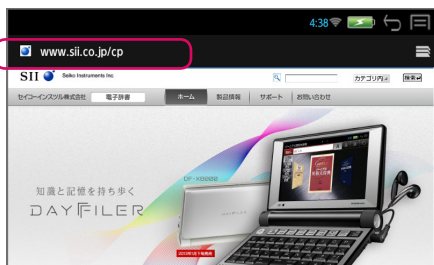 4:38
www.sii.co.jp/cp
SII Seiko Instruments Inc
カテゴリ内 検索
セイコーインスツル株式会社 電子辞書 ホーム 製品情報 サポート お問い合わせ
DF-X8000
知識と記憶を持ち歩く
DAYFILER